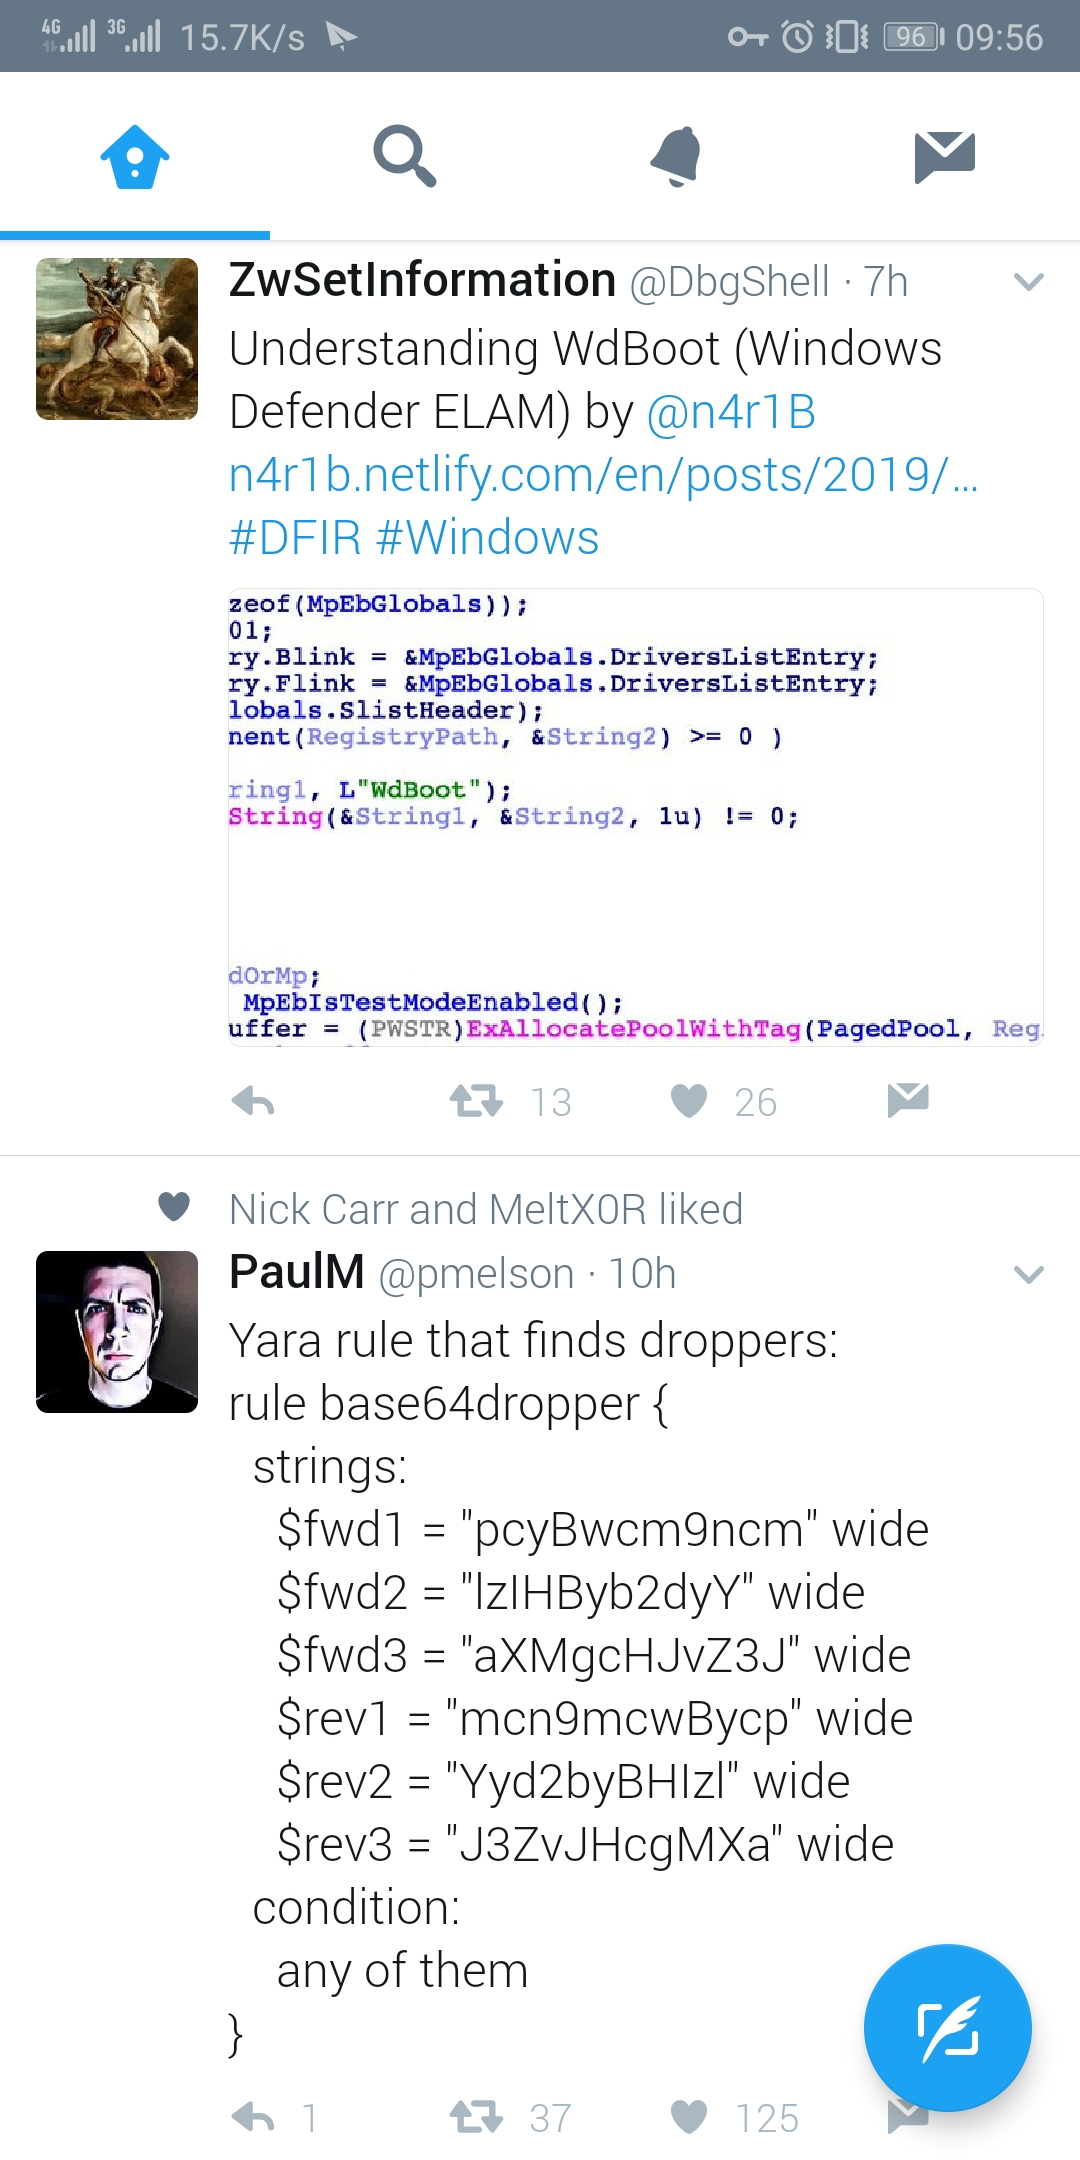 4G 3G 15.7K/s 96 09:56
ZwSetInformation @DbgShell · 7h
Understanding WdBoot (Windows
Defender ELAM) by @n4r1B
n4r1b.netlify.com/en/posts/2019/…
#DFIR #Windows
zeof(MpEbGlobals));
01;
ry.Blink = &MpEbGlobals.DriversListEntry;
ry.Flink = &MpEbGlobals.DriversListEntry;
lobals.SlistHeader);
nent(RegistryPath, &String2) >= 0 )
ring1, L"WdBoot");
String(&String1, &String2, 1u) != 0;
dOrMp;
MpEbIsTestModeEnabled();
uffer = (PWSTR)ExAllocatePoolWithTag(PagedPool, Reg
13 26
Nick Carr and MeltX0R liked
PaulM @pmelson · 10h
Yara rule that finds droppers:
rule base64dropper {
strings:
$fwd1 = "pcyBwcm9ncm" wide
$fwd2 = "lzIHByb2dyY" wide
$fwd3 = "aXMgcHJvZ3J" wide
$rev1 = "mcn9mcwBycp" wide
$rev2 = "Yyd2byBHIzl" wide
$rev3 = "J3ZvJHcgMXa" wide
condition:
any of them
}
1 37 125